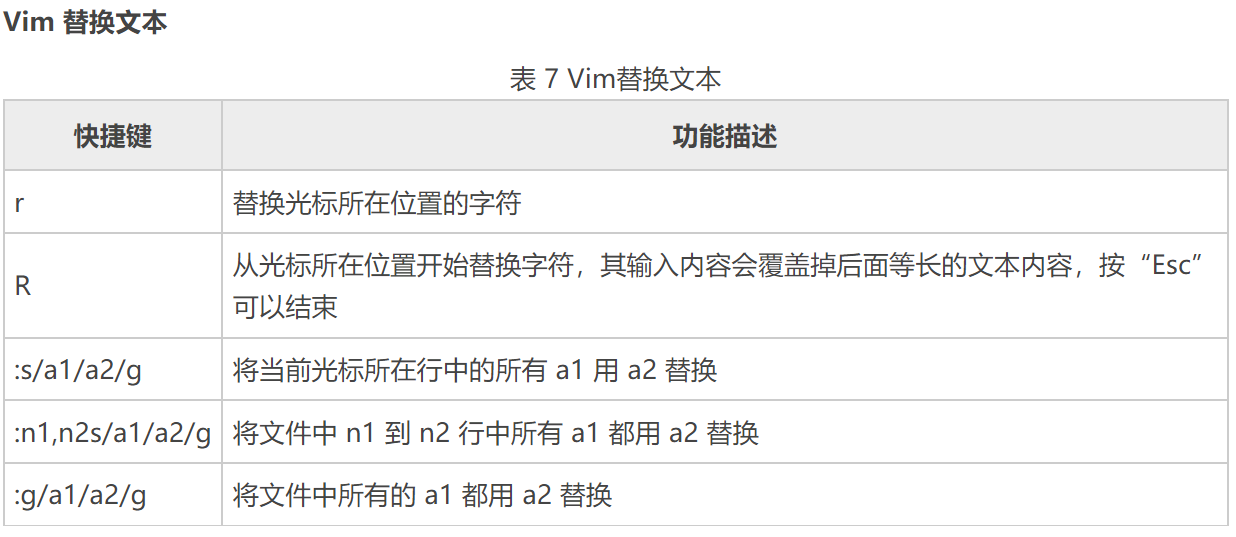 Vim 替换文本
表 7 Vim替换文本
快捷键 功能描述
r 替换光标所在位置的字符
R 从光标所在位置开始替换字符，其输入内容会覆盖掉后面等长的文本内容，按“Esc”
可以结束
:s/a1/a2/g 将当前光标所在行中的所有 a1 用 a2 替换
:n1,n2s/a1/a2/g 将文件中 n1 到 n2 行中所有 a1 都用 a2 替换
:g/a1/a2/g 将文件中所有的 a1 都用 a2 替换